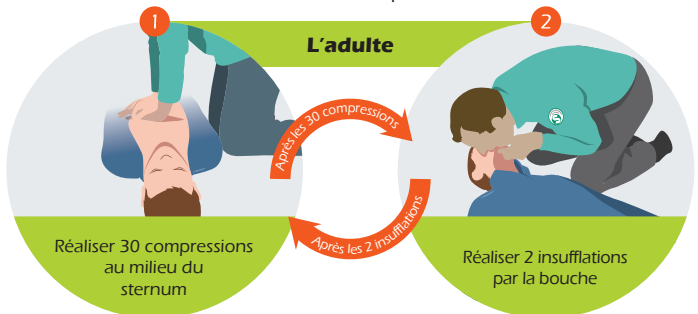 1
2
L'adulte
Après les 30 compressions
Après les 2 insufflations
Réaliser 30 compressions
au milieu du
sternum
Réaliser 2 insufflations
par la bouche